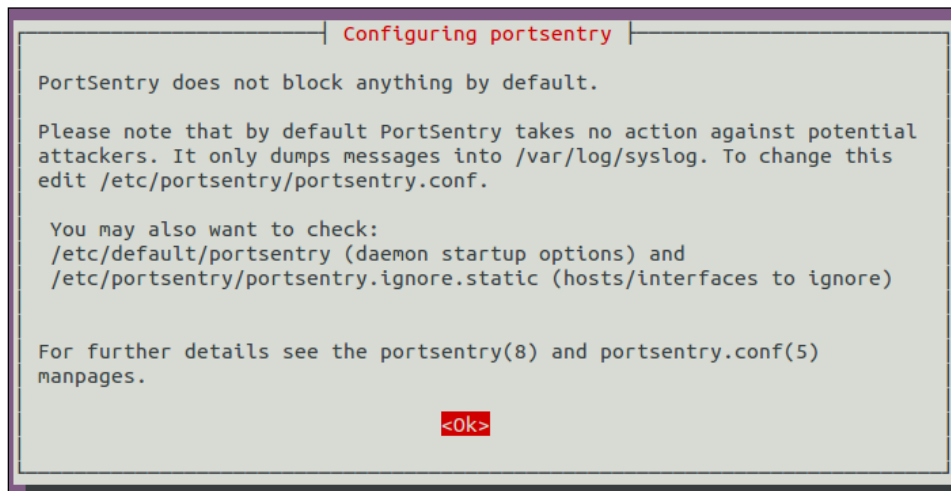 Configuring portsentry
PortSentry does not block anything by default.
Please note that by default PortSentry takes no action against potential
attackers. It only dumps messages into /var/log/syslog. To change this
edit /etc/portsentry/portsentry.conf.
You may also want to check:
/etc/default/portsentry (daemon startup options) and
/etc/portsentry/portsentry.ignore.static (hosts/interfaces to ignore)
For further details see the portsentry(8) and portsentry.conf(5)
manpages.
<Ok>